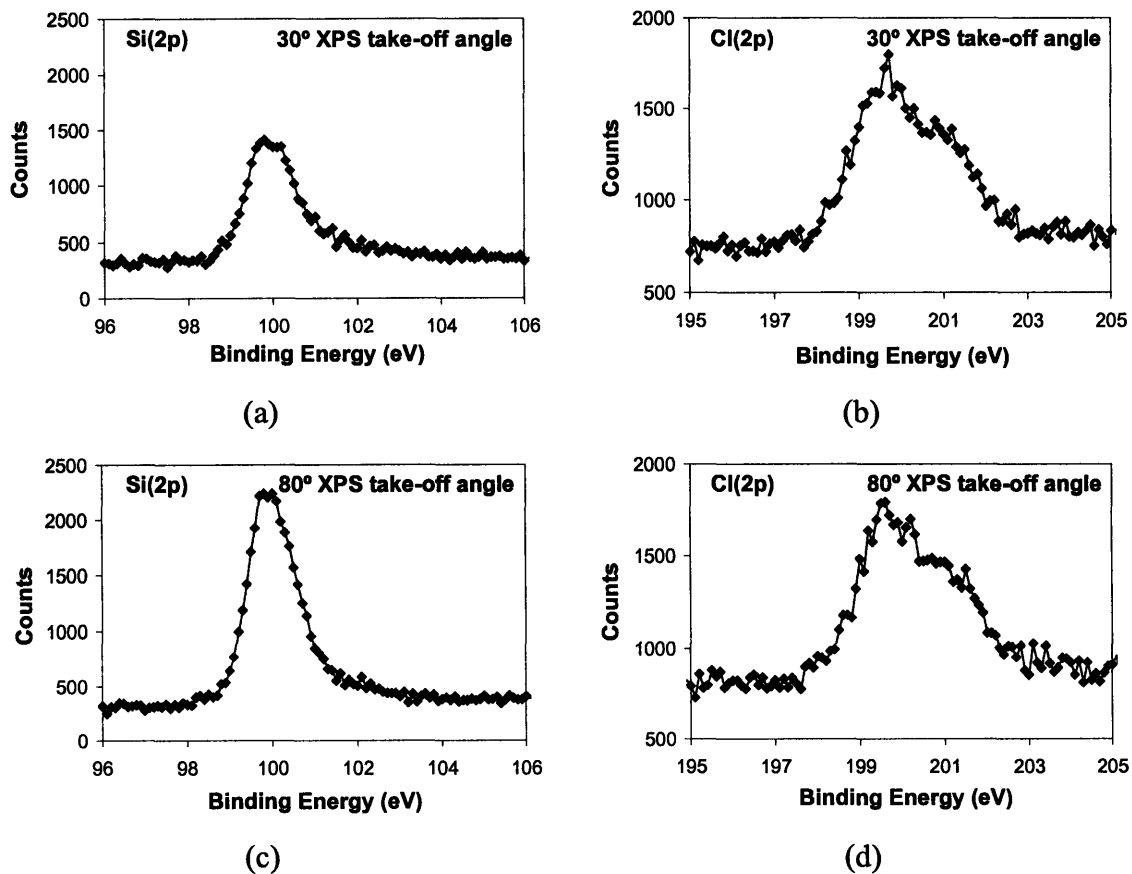 Si(2p) 30º XPS take-off angle
2500
2000
1500
1000
500
0
Counts
96 98 100 102 104 106
Binding Energy (eV)
(a)
Cl(2p) 30º XPS take-off angle
2000
1500
1000
500
Counts
195 197 199 201 203 205
Binding Energy (eV)
(b)
Si(2p) 80º XPS take-off angle
2500
2000
1500
1000
500
0
Counts
96 98 100 102 104 106
Binding Energy (eV)
(c)
Cl(2p) 80º XPS take-off angle
2000
1500
1000
500
Counts
195 197 199 201 203 205
Binding Energy (eV)
(d)